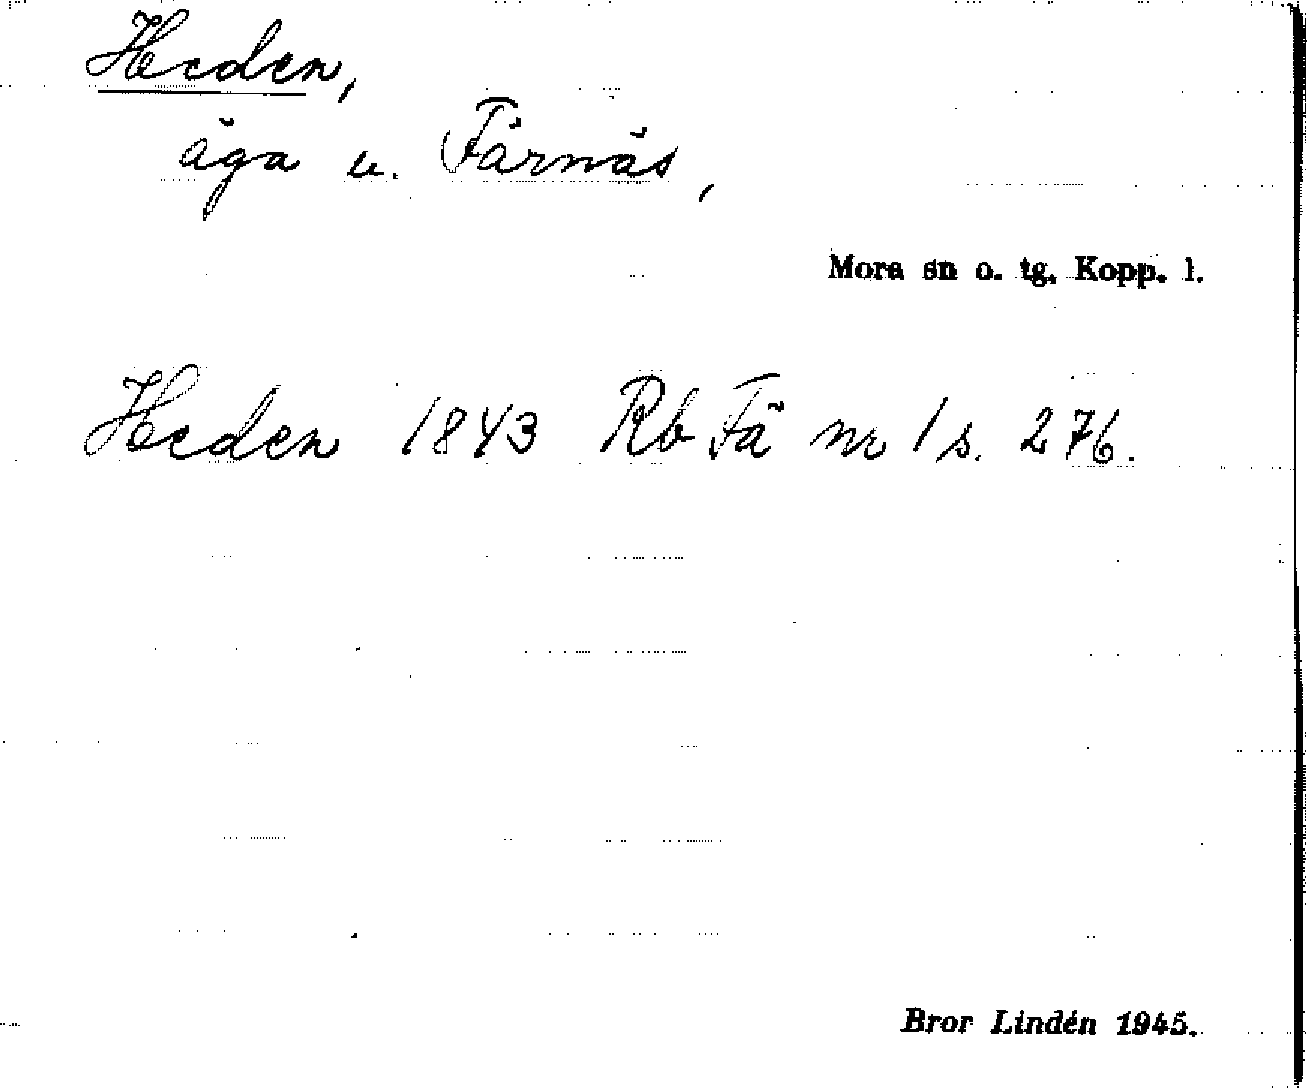 Heden,
äga u. Färnäs,
Mora sn o. tg. Kopp. l.
Heden 1843 Rb Fä nr 1 s. 276.
Bror Lindén 1945.